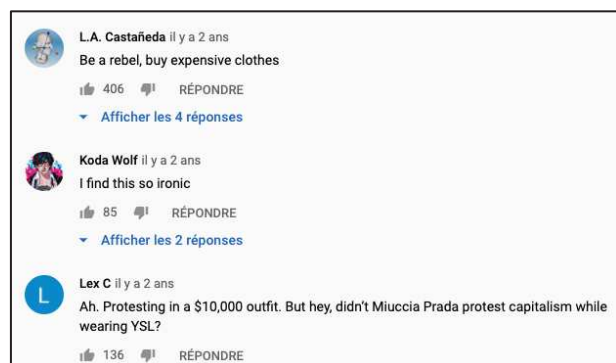 L.A. Castañeda il y a 2 ans
Be a rebel, buy expensive clothes
406 RÉPONDRE
Afficher les 4 réponses
Koda Wolf il y a 2 ans
I find this so ironic
85 RÉPONDRE
Afficher les 2 réponses
L
Lex C il y a 2 ans
Ah. Protesting in a $10,000 outfit. But hey, didn't Miuccia Prada protest capitalism while
wearing YSL?
136 RÉPONDRE